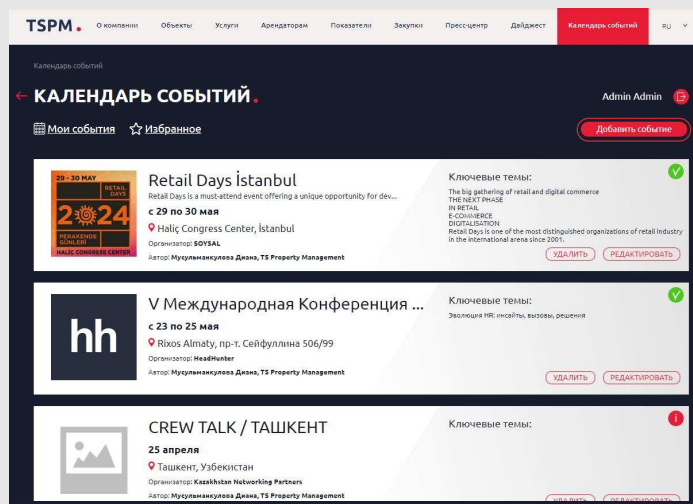 TSPM.
О компании Объекты Услуги Арендаторам Показатели Закупки Пресс-центр Дайджест Календарь событий RU
Календарь событий
КАЛЕНДАРЬ СОБЫТИЙ.
Admin Admin
Мои события Избранное
Добавить событие
29 - 30 MAY
RETAIL
DAYS
2024
PERAKENDE
GÜNLERİ
HALİÇ CONGRESS CENTER
Retail Days İstanbul
Retail Days is a must-attend event offering a unique opportunity for dev...
с 29 по 30 мая
Haliç Congress Center, İstanbul
Организатор: SOYSAL
Автор: Мусульманкулова Диана, TS Property Management
Ключевые темы:
The big gathering of retail and digital commerce
THE NEXT PHASE
IN RETAIL
E-COMMERCE
DIGITALISATION
Retail Days is one of the most distinguished organizations of retail industry
in the international arena since 2001.
УДАЛИТЬ РЕДАКТИРОВАТЬ
hh
V Международная Конференция ...
с 23 по 25 мая
Rixos Almaty, пр-т. Сейфуллина 506/99
Организатор: HeadHunter
Автор: Мусульманкулова Диана, TS Property Management
Ключевые темы:
Эволюция HR: инсайты, вызовы, решения
УДАЛИТЬ РЕДАКТИРОВАТЬ
CREW TALK / ТАШКЕНТ
25 апреля
Ташкент, Узбекистан
Организатор: Kazakhstan Networking Partners
Автор: Мусульманкулова Диана, TS Property Management
Ключевые темы:
УДАЛИТЬ РЕДАКТИРОВАТЬ